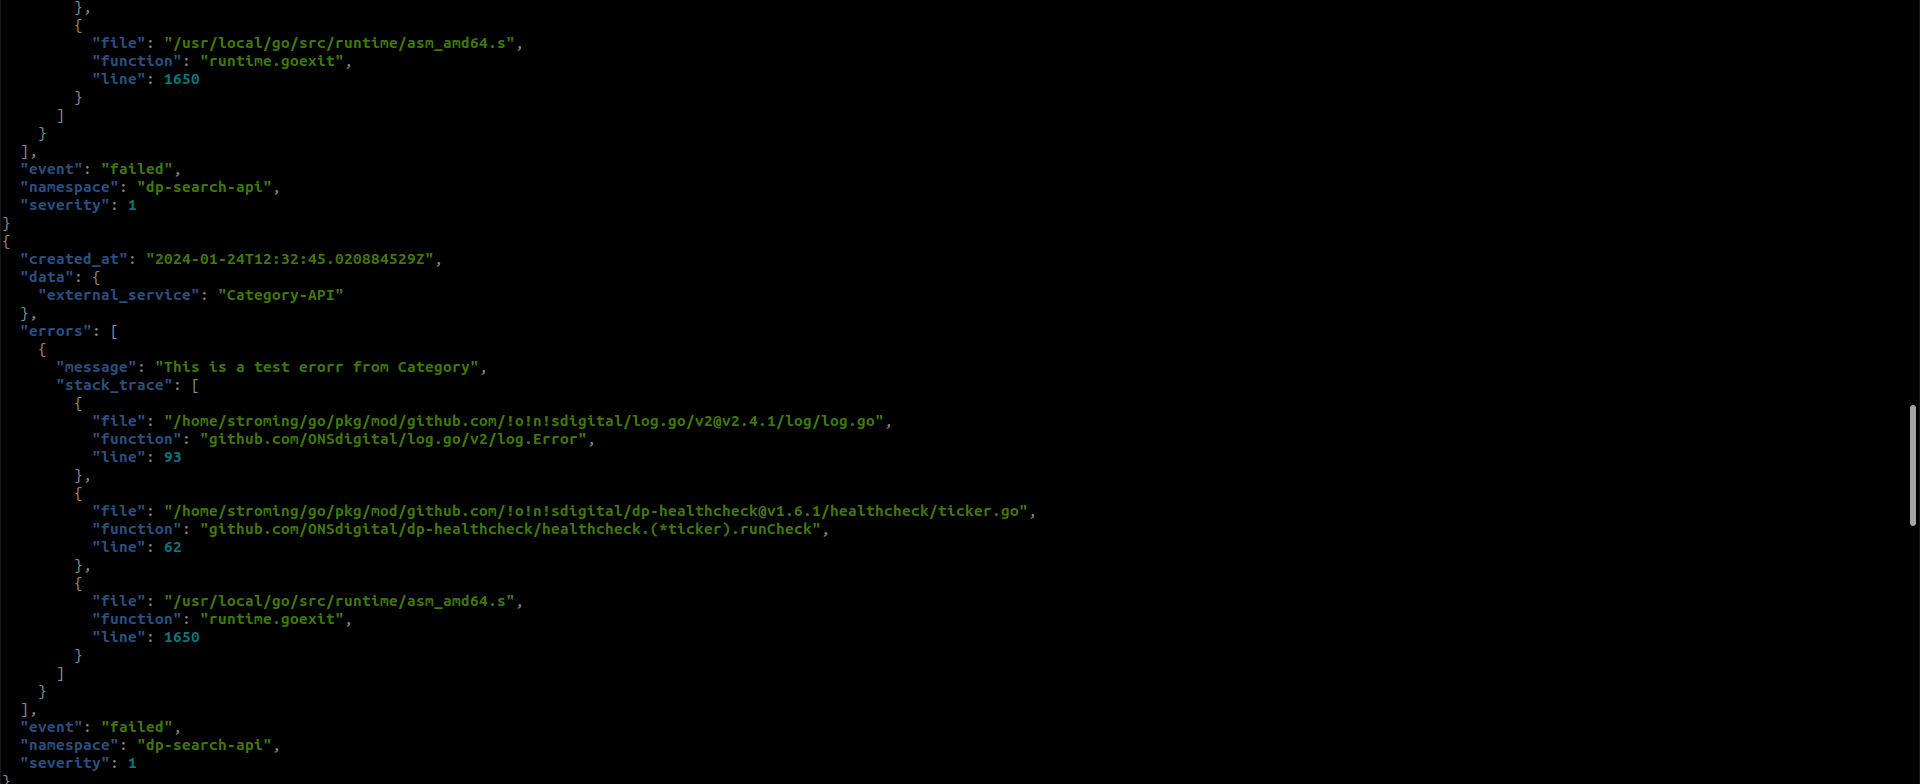 },
    {
      "file": "/usr/local/go/src/runtime/asm_amd64.s",
      "function": "runtime.goexit",
      "line": 1650
    }
  ]
}
],
"event": "failed",
"namespace": "dp-search-api",
"severity": 1
}
{
  "created_at": "2024-01-24T12:32:45.020884529Z",
  "data": {
    "external_service": "Category-API"
  },
  "errors": [
    {
      "message": "This is a test erorr from Category",
      "stack_trace": [
        {
          "file": "/home/stroming/go/pkg/mod/github.com/!o!n!sdigital/log.go/v2@v2.4.1/log/log.go",
          "function": "github.com/ONSdigital/log.go/v2/log.Error",
          "line": 93
        },
        {
          "file": "/home/stroming/go/pkg/mod/github.com/!o!n!sdigital/dp-healthcheck@v1.6.1/healthcheck/ticker.go",
          "function": "github.com/ONSdigital/dp-healthcheck/healthcheck.(*ticker).runCheck",
          "line": 62
        },
        {
          "file": "/usr/local/go/src/runtime/asm_amd64.s",
          "function": "runtime.goexit",
          "line": 1650
        }
      ]
    }
  ],
  "event": "failed",
  "namespace": "dp-search-api",
  "severity": 1
}